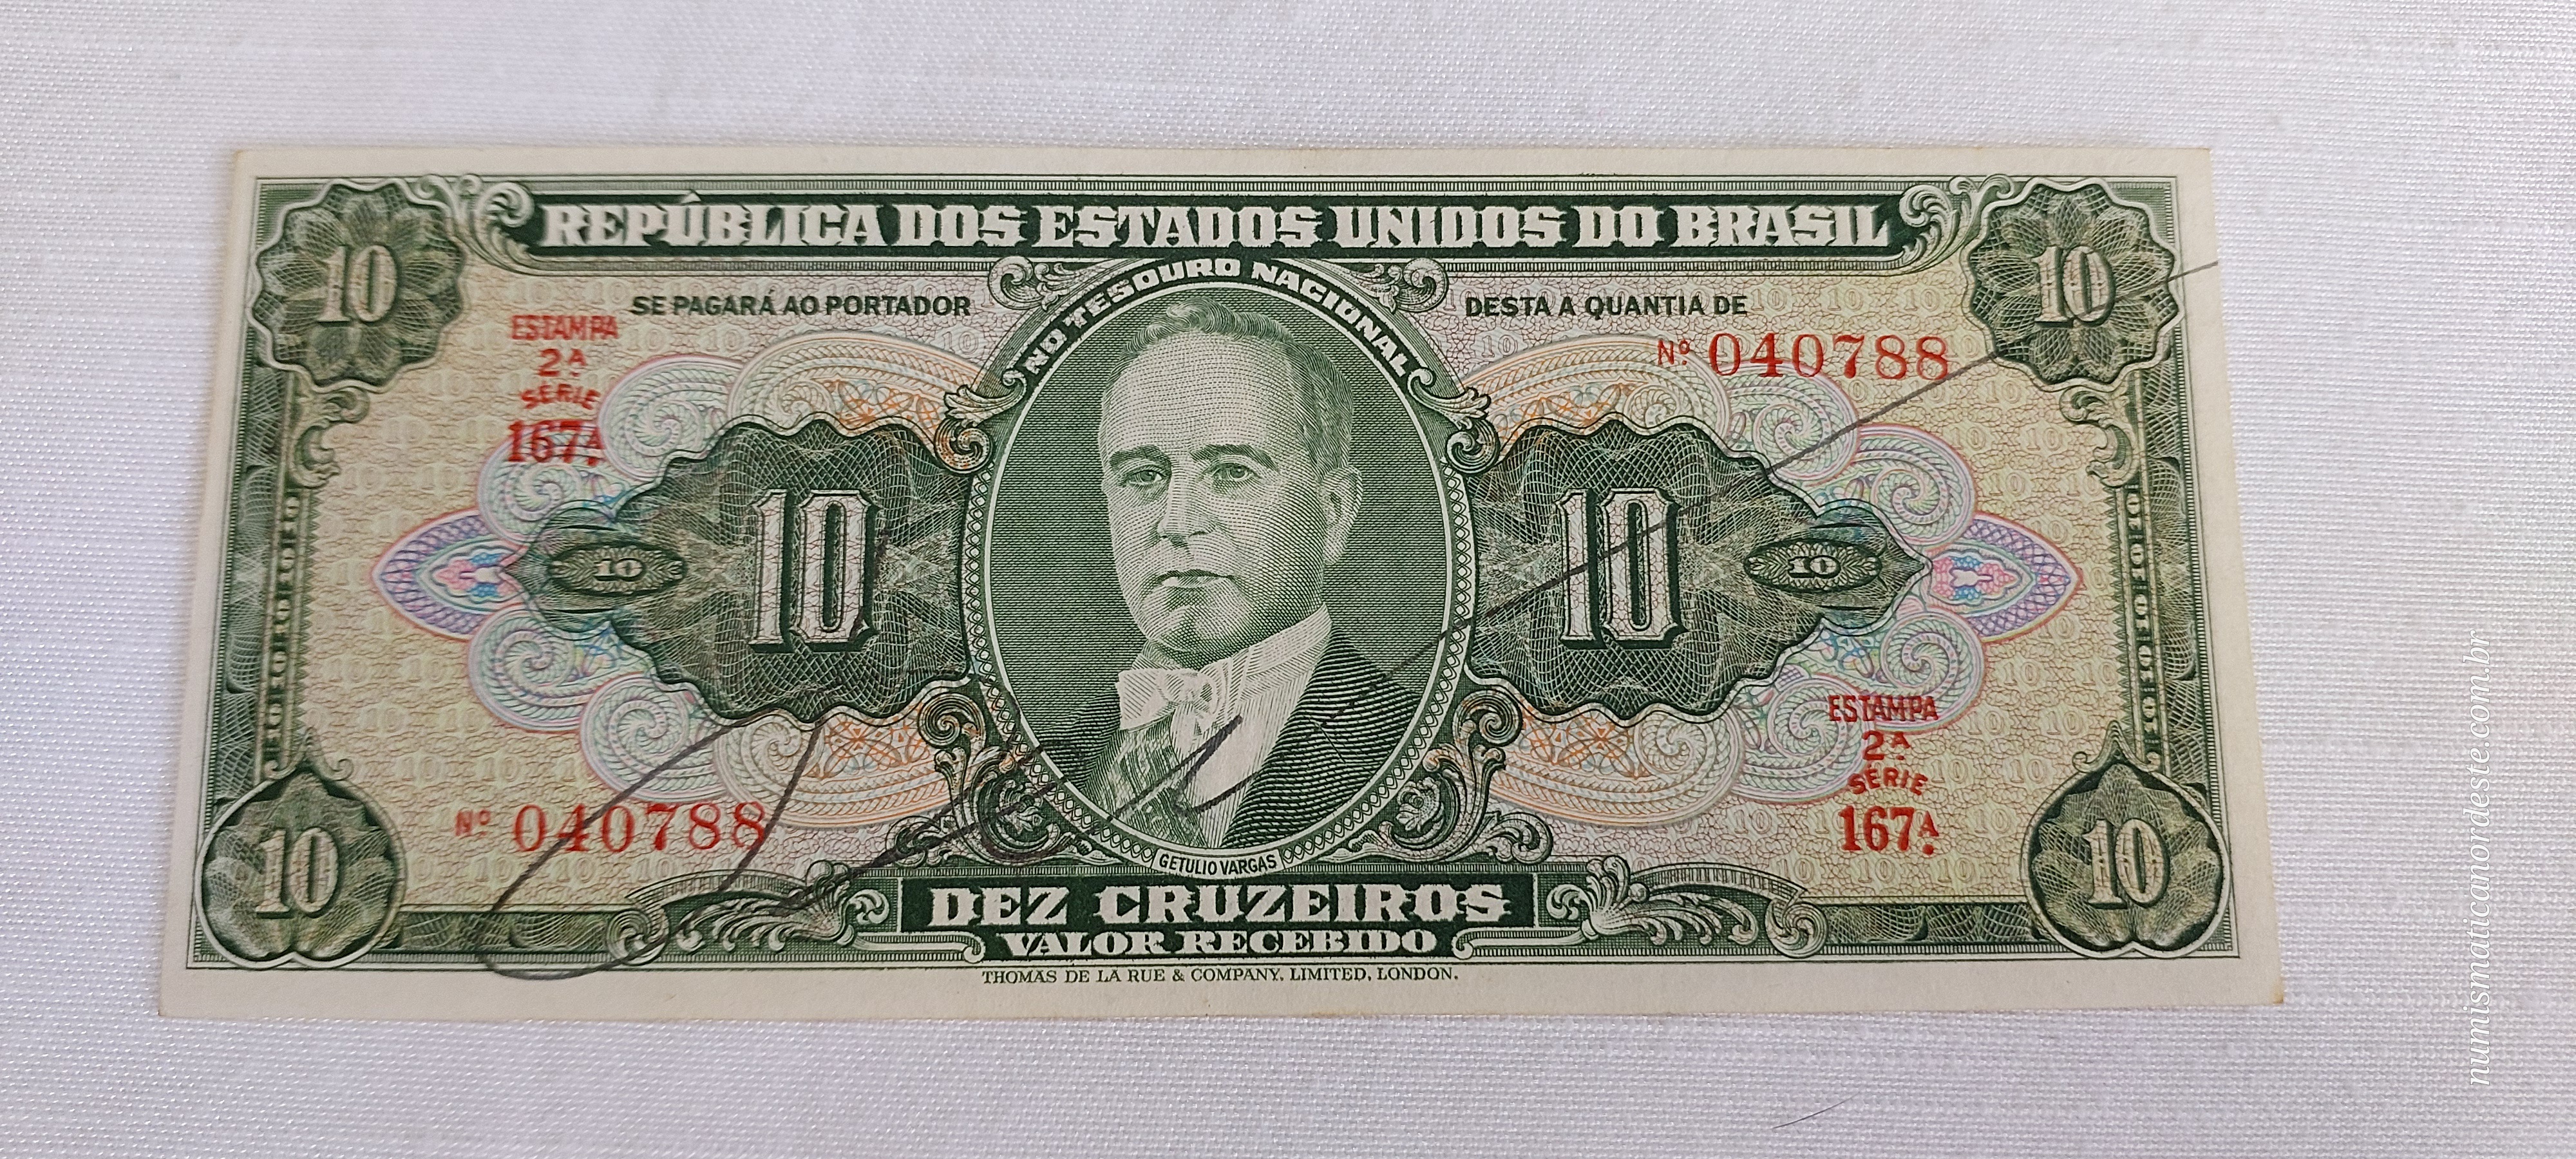 REPÚBLICA DOS ESTADOS UNIDOS DO BRASIL
NO TESOURO NACIONAL
SE PAGARÁ AO PORTADOR
DESTA A QUANTIA DE
10
10
ESTAMPA
2ª
SÉRIE
167ª
Nº 040788
10
10
10
10
Nº 040788
ESTAMPA
2ª
SÉRIE
167ª
10
10
GETULIO VARGAS
DEZ CRUZEIROS
VALOR RECEBIDO
THOMAS DE LA RUE & COMPANY, LIMITED, LONDON.
numismaticanordeste.com.br